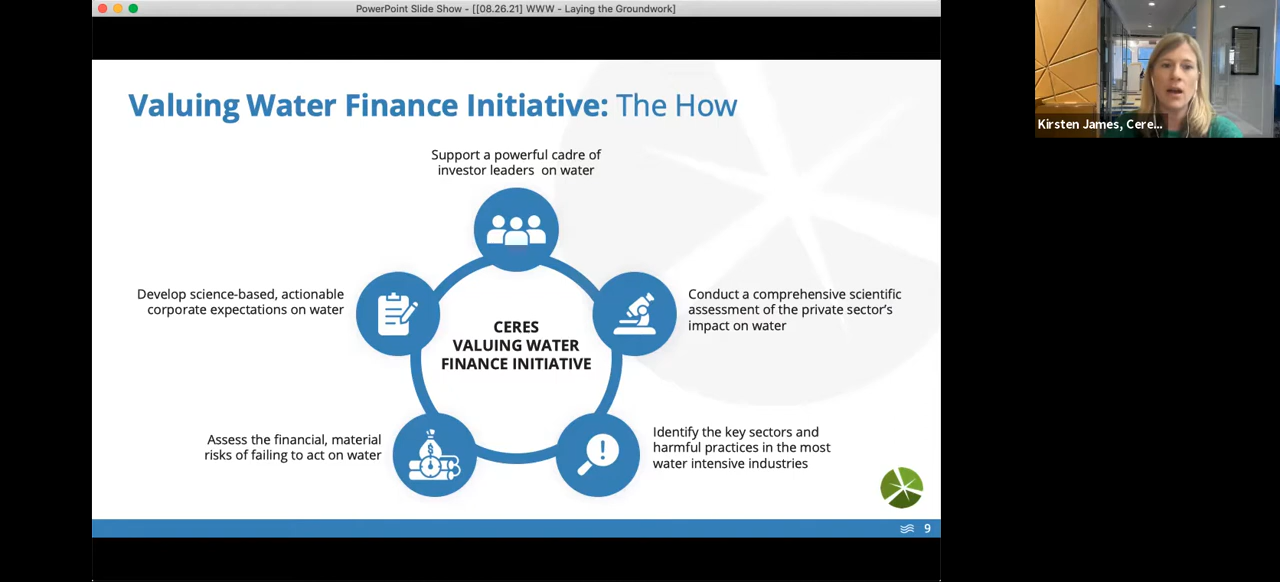 PowerPoint Slide Show - [[08.26.21] WWW - Laying the Groundwork]
Kirsten James, Cere...
Valuing Water Finance Initiative: The How
Support a powerful cadre of
investor leaders on water
Develop science-based, actionable
corporate expectations on water
Conduct a comprehensive scientific
assessment of the private sector's
impact on water
CERES
VALUING WATER
FINANCE INITIATIVE
Assess the financial, material
risks of failing to act on water
Identify the key sectors and
harmful practices in the most
water intensive industries
9